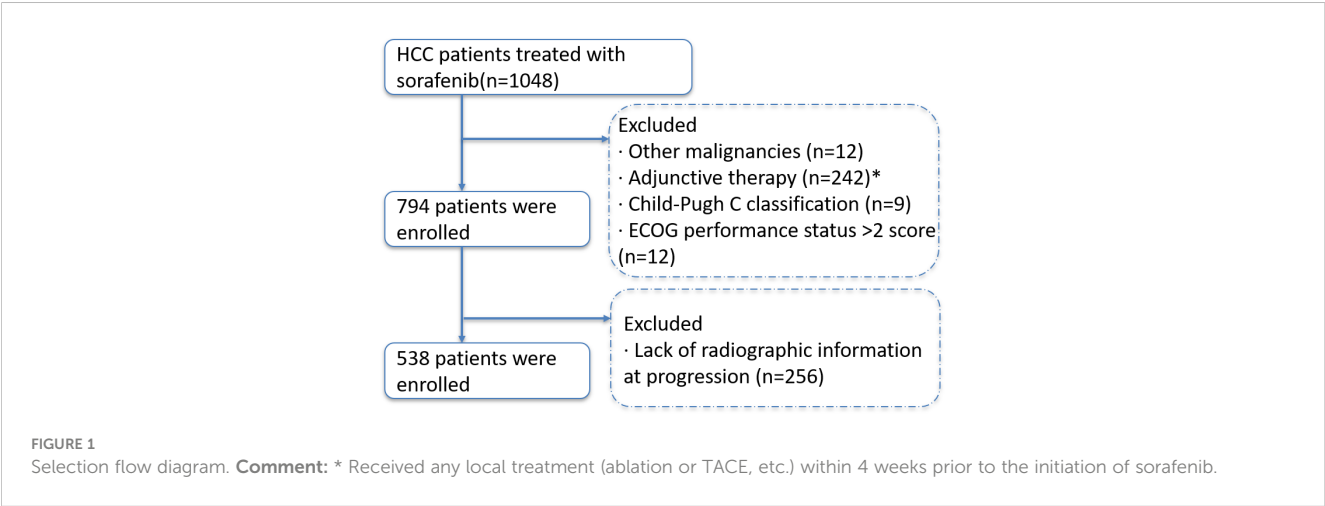 HCC patients treated with
sorafenib(n=1048)
Excluded
· Other malignancies (n=12)
· Adjunctive therapy (n=242)*
· Child-Pugh C classification (n=9)
· ECOG performance status >2 score
(n=12)
794 patients were
enrolled
Excluded
· Lack of radiographic information
at progression (n=256)
538 patients were
enrolled
FIGURE 1
Selection flow diagram. Comment: * Received any local treatment (ablation or TACE, etc.) within 4 weeks prior to the initiation of sorafenib.